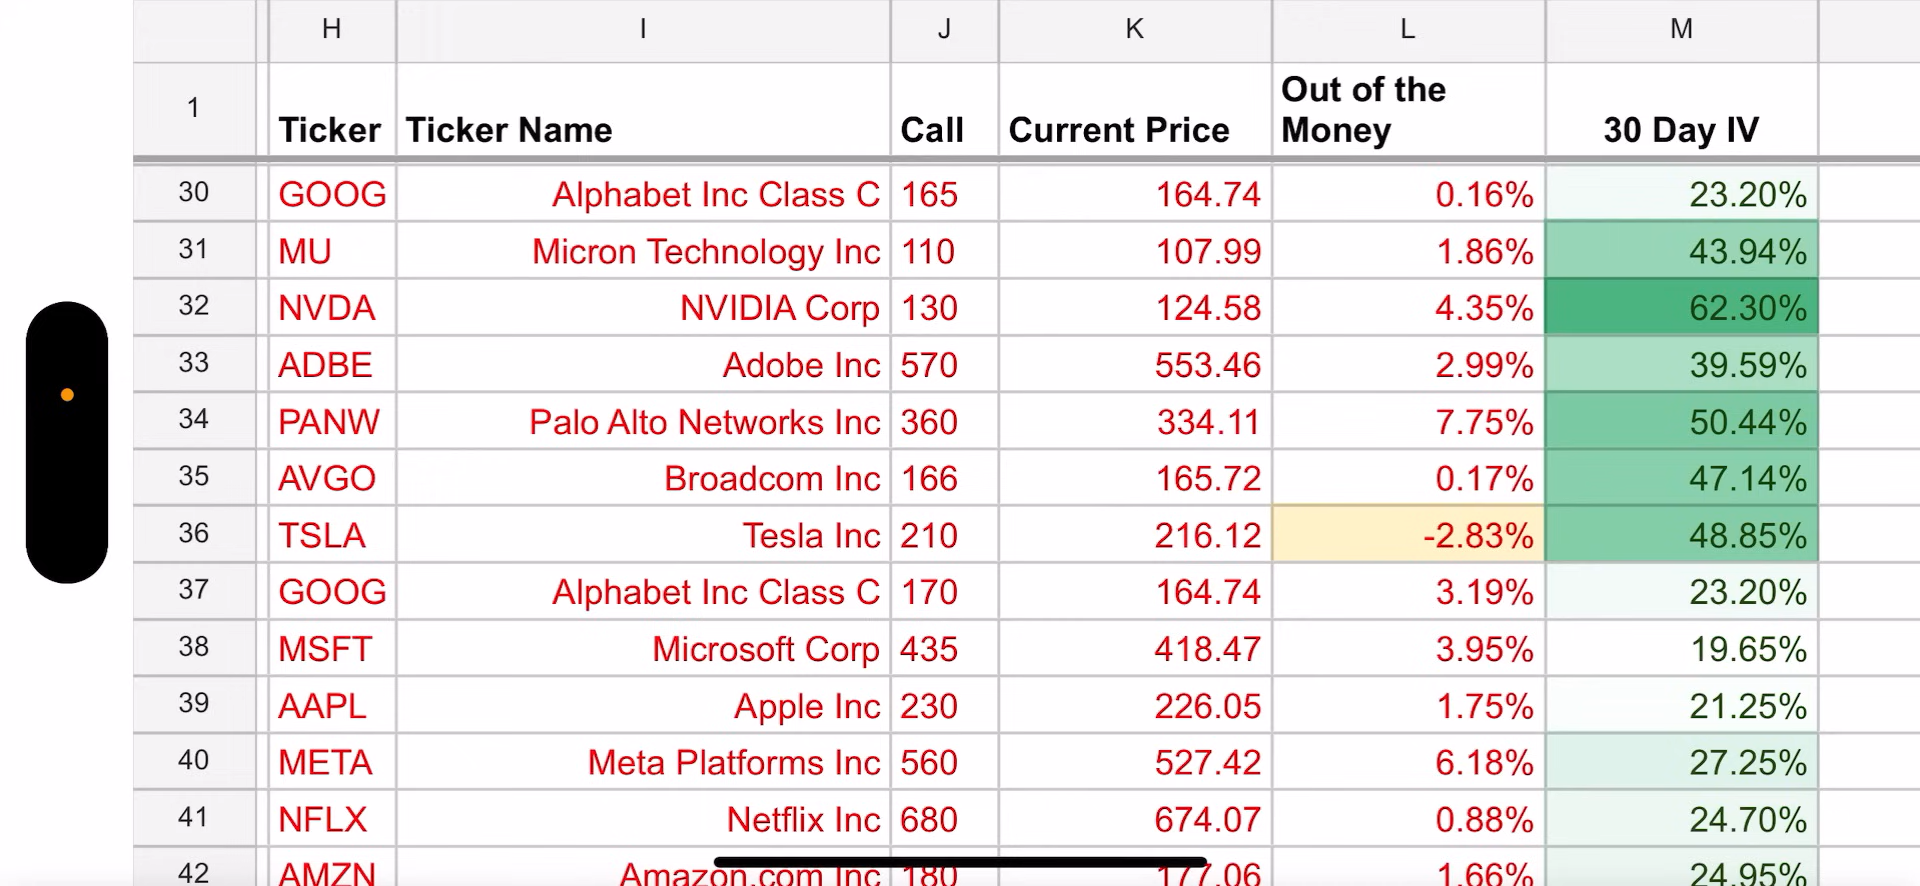 H I J K L M
1 Ticker Ticker Name Call Current Price Out of the Money 30 Day IV
30 GOOG Alphabet Inc Class C 165 164.74 0.16% 23.20%
31 MU Micron Technology Inc 110 107.99 1.86% 43.94%
32 NVDA NVIDIA Corp 130 124.58 4.35% 62.30%
33 ADBE Adobe Inc 570 553.46 2.99% 39.59%
34 PANW Palo Alto Networks Inc 360 334.11 7.75% 50.44%
35 AVGO Broadcom Inc 166 165.72 0.17% 47.14%
36 TSLA Tesla Inc 210 216.12 -2.83% 48.85%
37 GOOG Alphabet Inc Class C 170 164.74 3.19% 23.20%
38 MSFT Microsoft Corp 435 418.47 3.95% 19.65%
39 AAPL Apple Inc 230 226.05 1.75% 21.25%
40 META Meta Platforms Inc 560 527.42 6.18% 27.25%
41 NFLX Netflix Inc 680 674.07 0.88% 24.70%
42 AMZN Amazon.com Inc 180 177.06 1.66% 24.95%